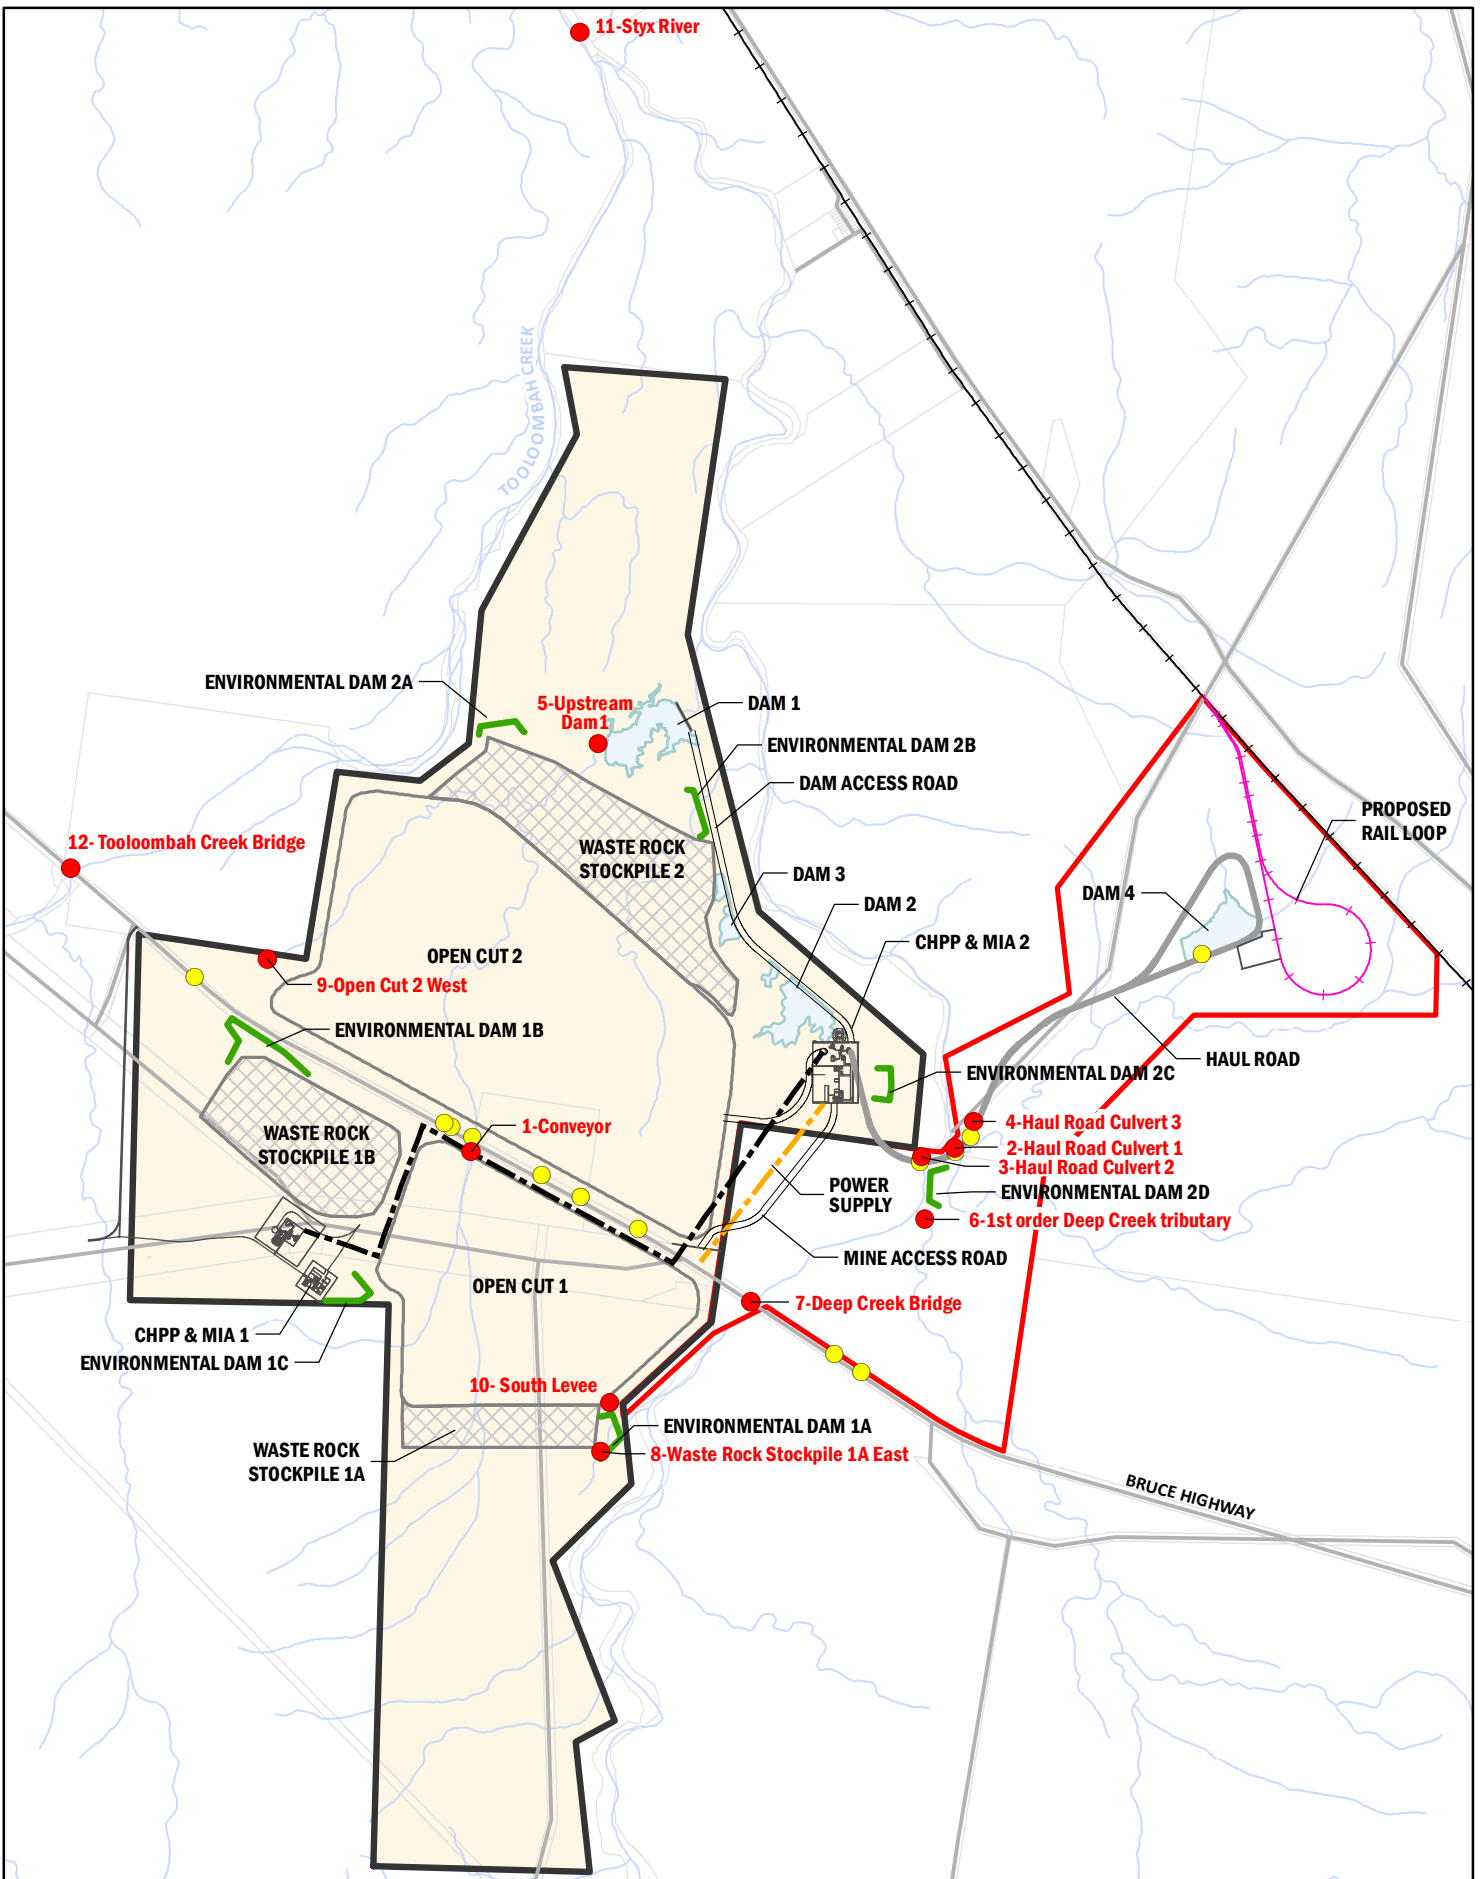 11-Styx River
TOOLOOMBAH CREEK
ENVIRONMENTAL DAM 2A
5-Upstream
Dam1
DAM 1
ENVIRONMENTAL DAM 2B
DAM ACCESS ROAD
PROPOSED
RAIL LOOP
12- Tooloombah Creek Bridge
WASTE ROCK
STOCKPILE 2
DAM 3
DAM 4
DAM 2
CHPP & MIA 2
OPEN CUT 2
9-Open Cut 2 West
ENVIRONMENTAL DAM 1B
HAUL ROAD
ENVIRONMENTAL DAM 2C
4-Haul Road Culvert 3
1-Conveyor
WASTE ROCK
STOCKPILE 1B
2-Haul Road Culvert 1
3-Haul Road Culvert 2
POWER
SUPPLY
ENVIRONMENTAL DAM 2D
6-1st order Deep Creek tributary
MINE ACCESS ROAD
OPEN CUT 1
7-Deep Creek Bridge
CHPP & MIA 1
ENVIRONMENTAL DAM 1C
10- South Levee
ENVIRONMENTAL DAM 1A
WASTE ROCK
STOCKPILE 1A
8-Waste Rock Stockpile 1A East
BRUCE HIGHWAY